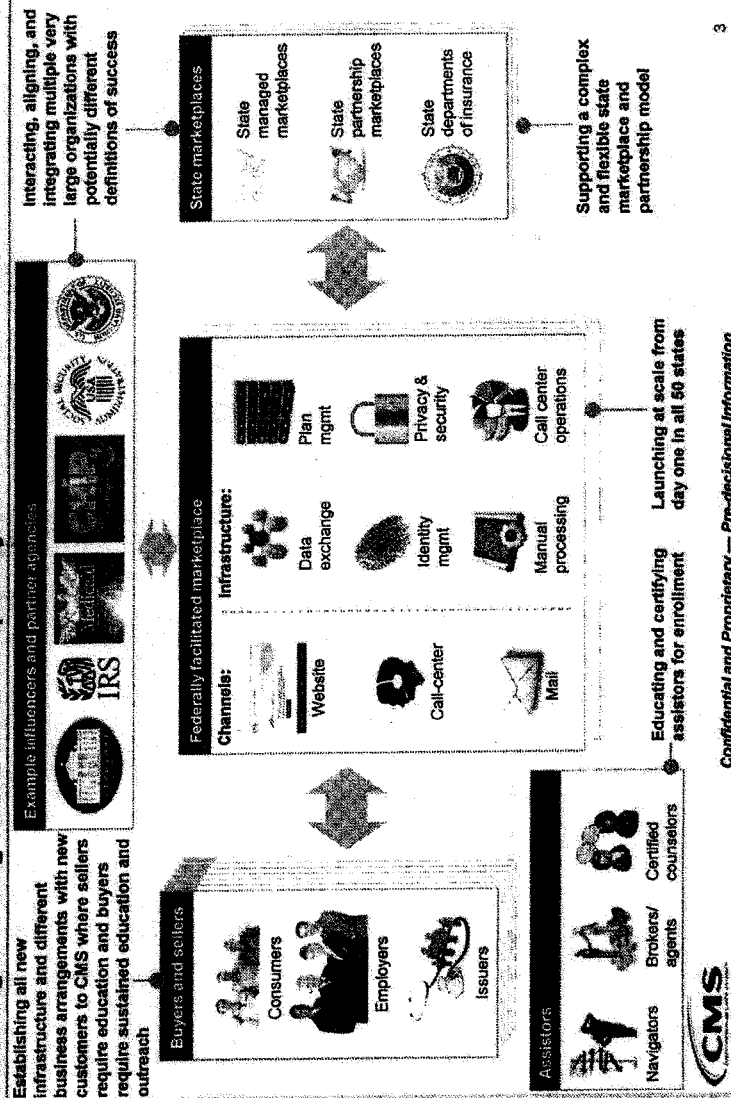 Establishing all new
infrastructure and different
business arrangements with new
customers to CMS where sellers
require education and buyers
require sustained education and
outreach
Example influencers and partner agencies
IRS
Medicaid
CHIP
SOCIAL SECURITY
USA
Interacting, aligning, and
integrating multiple very
large organizations with
potentially different
definitions of success
Buyers and sellers
Consumers
Employers
Issuers
Federally facilitated marketplace
Channels:
Website
Call-center
Mail
Infrastructure:
Data
exchange
Plan
mgmt
Identity
mgmt
Privacy &
security
Manual
processing
Call center
operations
State marketplaces
State
managed
marketplaces
State
partnership
marketplaces
State
departments
of insurance
Assistors
Navigators
Brokers/
agents
Certified
counselors
Educating and certifying
assistors for enrollment
Launching at scale from
day one in all 50 states
Supporting a complex
and flexible state
marketplace and
partnership model
CMS
Confidential and Proprietary — Pre-decisional Information
3